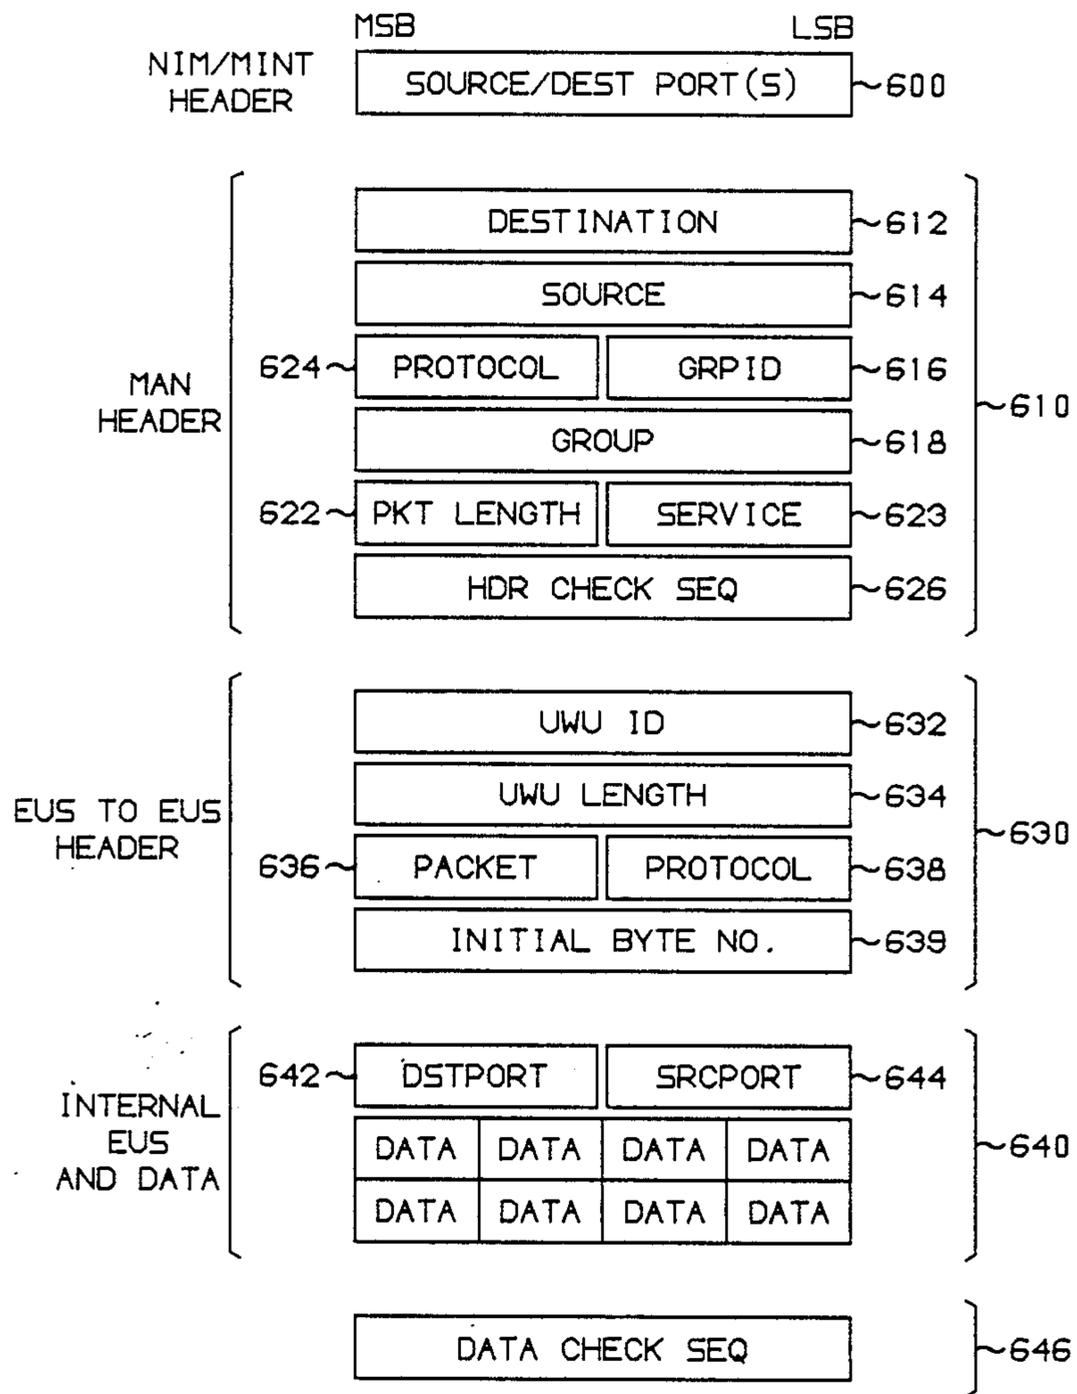 MSB LSB
NIM/MINT
HEADER
SOURCE/DEST PORT(S) 600
MAN
HEADER
610
DESTINATION 612
SOURCE 614
624 PROTOCOL GRPID 616
GROUP 618
622 PKT LENGTH SERVICE 623
HDR CHECK SEQ 626
EUS TO EUS
HEADER
630
UWU ID 632
UWU LENGTH 634
636 PACKET PROTOCOL 638
INITIAL BYTE NO. 639
INTERNAL
EUS
AND DATA
640
642 DSTPORT SRCPORT 644
DATA DATA DATA DATA
DATA DATA DATA DATA
DATA CHECK SEQ 646